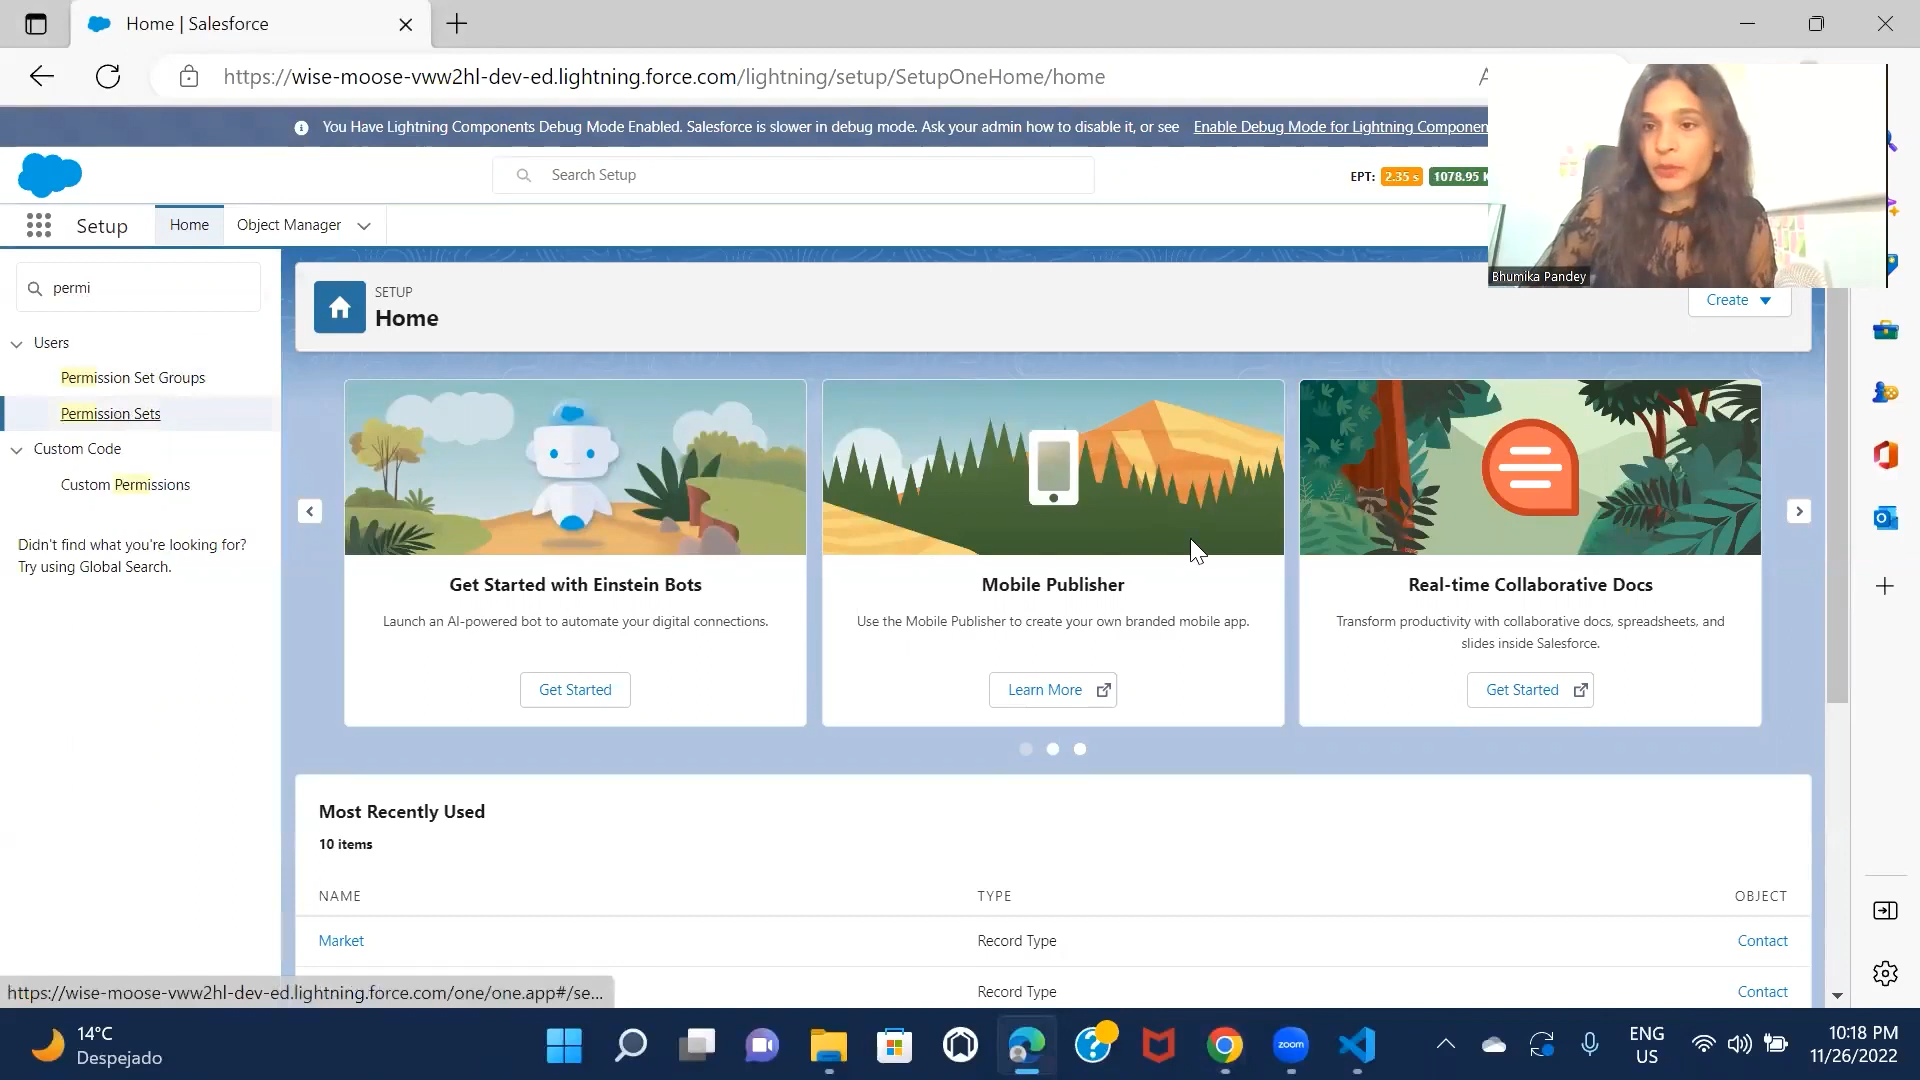 Home | Salesforce
https://wise-moose-vww2hl-dev-ed.lightning.force.com/lightning/setup/SetupOneHome/home
You Have Lightning Components Debug Mode Enabled. Salesforce is slower in debug mode. Ask your admin how to disable it, or see Enable Debug Mode for Lightning Componen
Search Setup
EPT: 2.35 s 1078.95
Setup
Home
Object Manager
permi
Users
Permission Set Groups
Permission Sets
Custom Code
Custom Permissions
Didn't find what you're looking for?
Try using Global Search.
SETUP
Home
Bhumika Pandey
Create
Get Started with Einstein Bots
Launch an AI-powered bot to automate your digital connections.
Get Started
Mobile Publisher
Use the Mobile Publisher to create your own branded mobile app.
Learn More
Real-time Collaborative Docs
Transform productivity with collaborative docs, spreadsheets, and
slides inside Salesforce.
Get Started
Most Recently Used
10 items
NAME TYPE OBJECT
Market Record Type Contact
Record Type Contact
https://wise-moose-vww2hl-dev-ed.lightning.force.com/one/one.app#/se...
14°C
Despejado
zoom
ENG
US
10:18 PM
11/26/2022